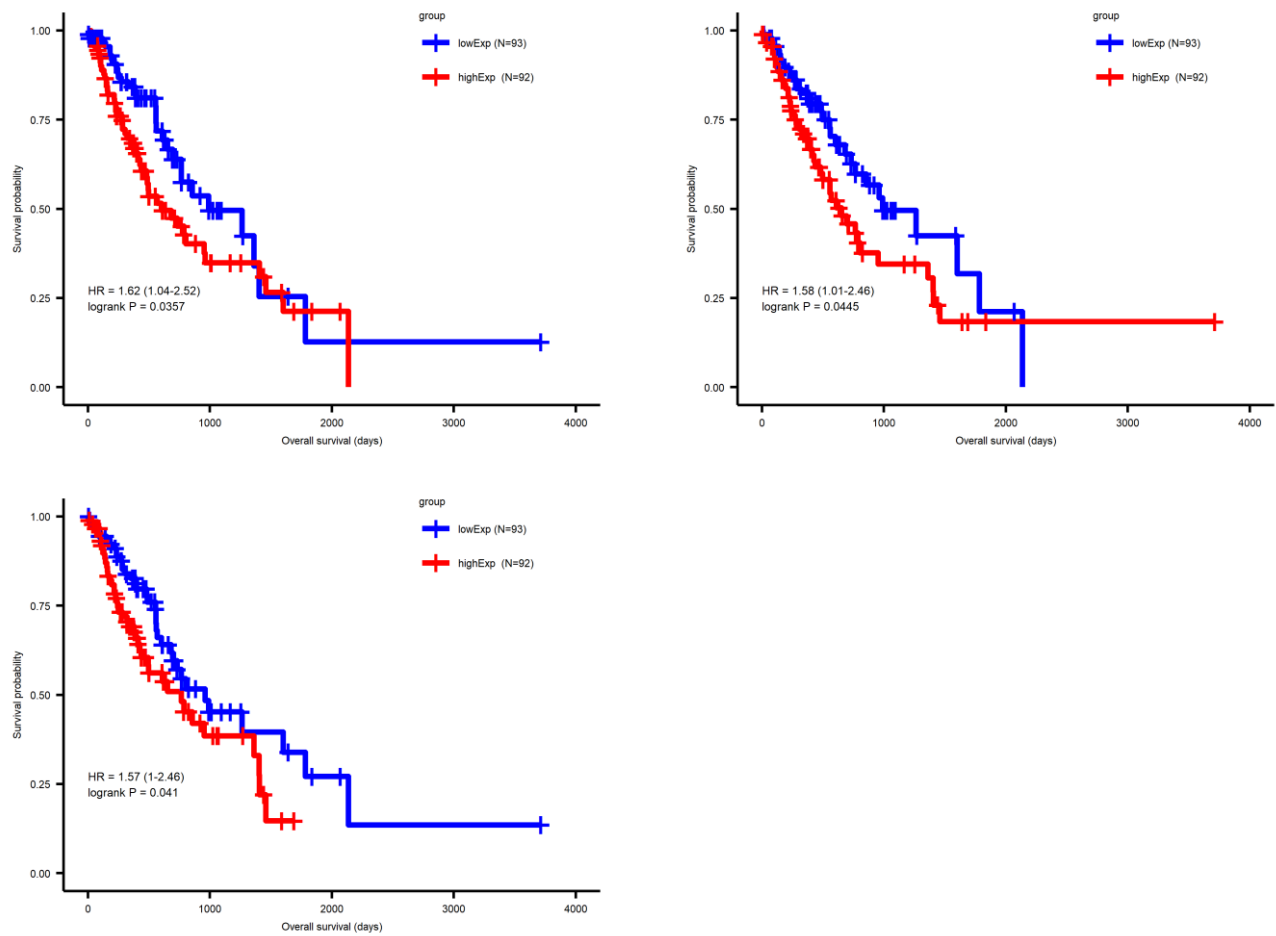 group
lowExp (N=93)
highExp (N=92)
1.00
0.75
0.50
0.25
0.00
Survival probability
HR = 1.62 (1.04-2.52)
logrank P = 0.0357
0 1000 2000 3000 4000
Overall survival (days)
group
lowExp (N=93)
highExp (N=92)
1.00
0.75
0.50
0.25
0.00
Survival probability
HR = 1.58 (1.01-2.46)
logrank P = 0.0445
0 1000 2000 3000 4000
Overall survival (days)
group
lowExp (N=93)
highExp (N=92)
1.00
0.75
0.50
0.25
0.00
Survival probability
HR = 1.57 (1-2.46)
logrank P = 0.041
0 1000 2000 3000 4000
Overall survival (days)